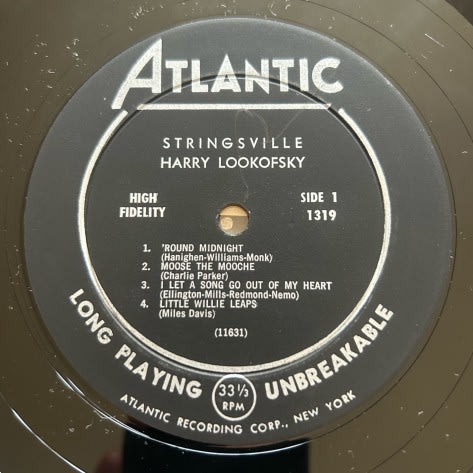 ATLANTIC
STRINGSVILLE
HARRY LOOKOFSKY
HIGH FIDELITY
SIDE 1
1319
1. 'ROUND MIDNIGHT
(Hanighen-Williams-Monk)
2. MOOSE THE MOOCHE
(Charlie Parker)
3. I LET A SONG GO OUT OF MY HEART
(Ellington-Mills-Redmond-Nemo)
4. LITTLE WILLIE LEAPS
(Miles Davis)
(11631)
LONG PLAYING 33 1/3 RPM UNBREAKABLE
ATLANTIC RECORDING CORP., NEW YORK